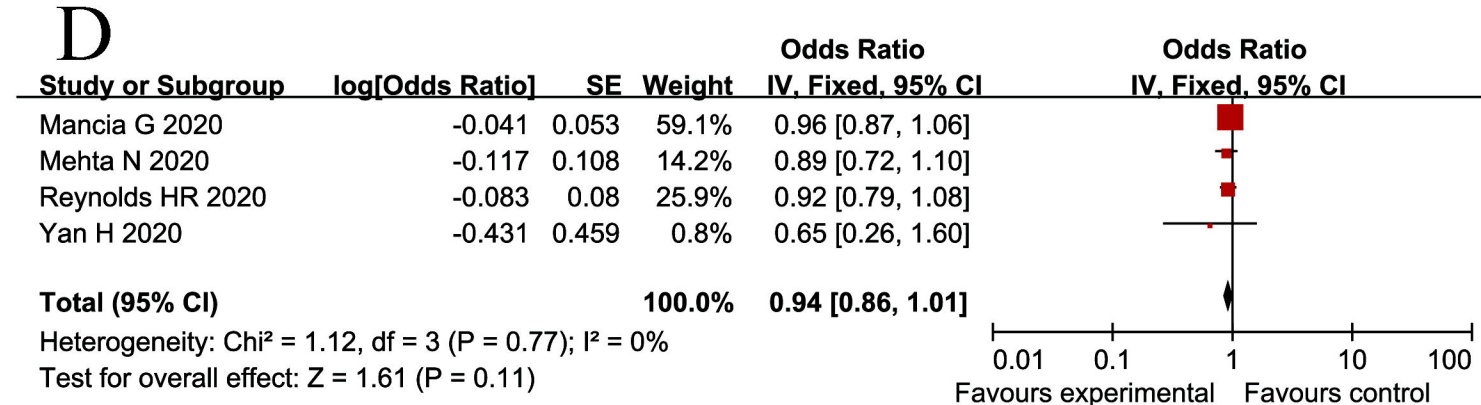 D
Odds Ratio Odds Ratio
Study or Subgroup log[Odds Ratio] SE Weight IV, Fixed, 95% CI IV, Fixed, 95% CI
Mancia G 2020 -0.041 0.053 59.1% 0.96 [0.87, 1.06]
Mehta N 2020 -0.117 0.108 14.2% 0.89 [0.72, 1.10]
Reynolds HR 2020 -0.083 0.08 25.9% 0.92 [0.79, 1.08]
Yan H 2020 -0.431 0.459 0.8% 0.65 [0.26, 1.60]
Total (95% CI) 100.0% 0.94 [0.86, 1.01]
Heterogeneity: Chi² = 1.12, df = 3 (P = 0.77); I² = 0%
Test for overall effect: Z = 1.61 (P = 0.11)
0.01 0.1 1 10 100
Favours experimental Favours control